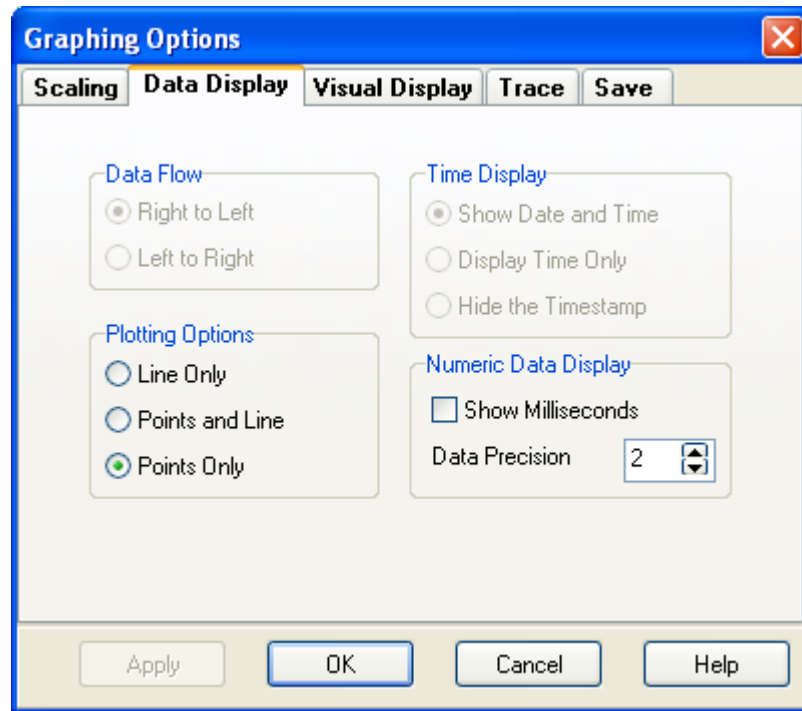 Graphing Options
Scaling Data Display Visual Display Trace Save
Data Flow
Right to Left
Left to Right
Time Display
Show Date and Time
Display Time Only
Hide the Timestamp
Plotting Options
Line Only
Points and Line
Points Only
Numeric Data Display
Show Milliseconds
Data Precision 2
Apply OK Cancel Help